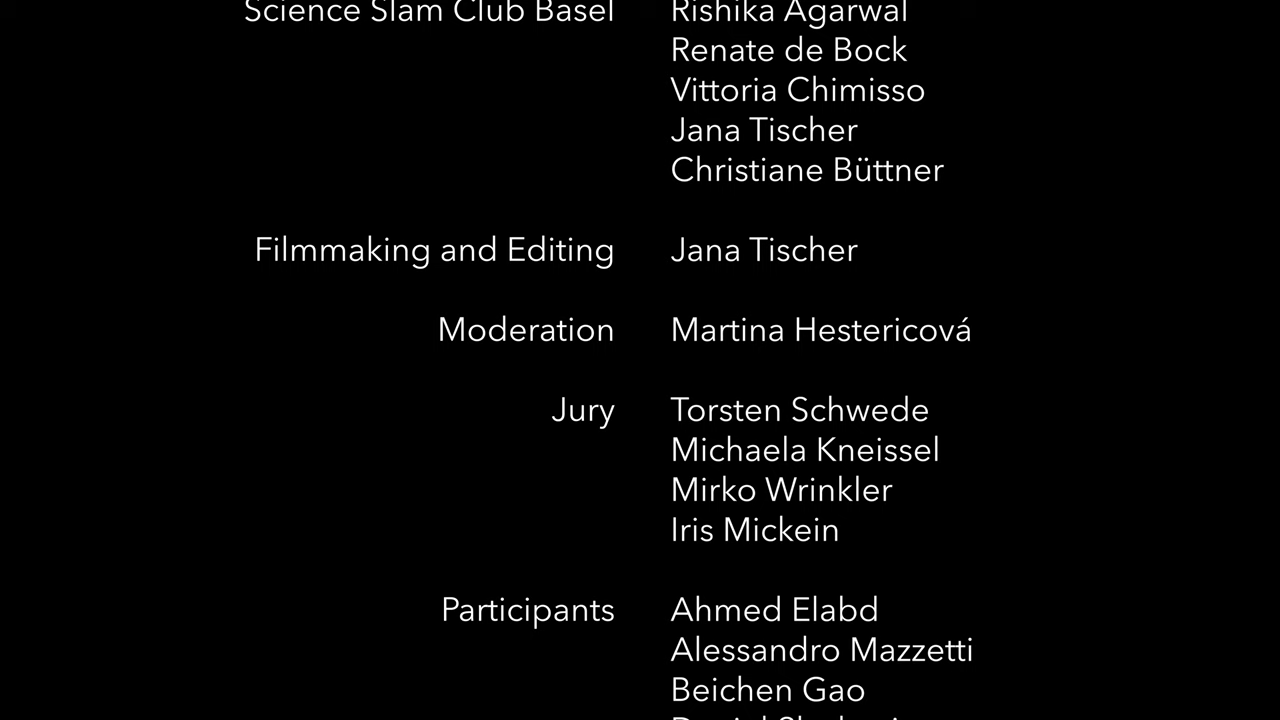 Science Slam Club Basel Rishika Agarwal
Renate de Bock
Vittoria Chimisso
Jana Tischer
Christiane Büttner
Filmmaking and Editing Jana Tischer
Moderation Martina Hestericová
Jury Torsten Schwede
Michaela Kneissel
Mirko Wrinkler
Iris Mickein
Participants Ahmed Elabd
Alessandro Mazzetti
Beichen Gao